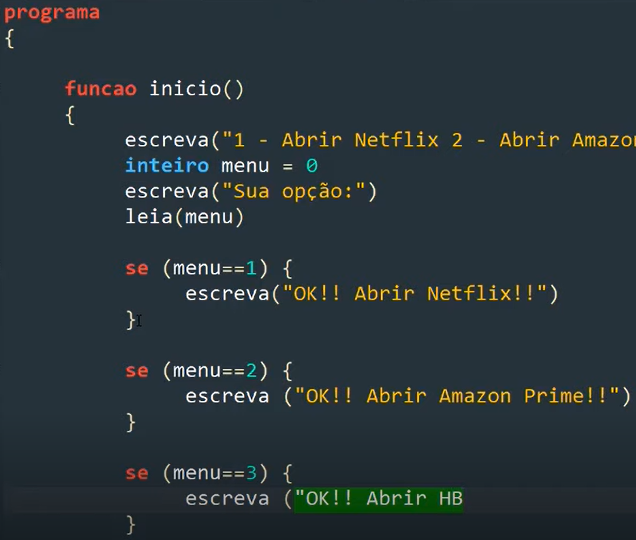 programa
{
funcao inicio()
{
escreva("1 - Abrir Netflix 2 - Abrir Amazo
inteiro menu = 0
escreva("Sua opção:")
leia(menu)
se (menu==1) {
escreva("OK!! Abrir Netflix!!")
}
se (menu==2) {
escreva ("OK!! Abrir Amazon Prime!!")
}
se (menu==3) {
escreva ("OK!! Abrir HB
}